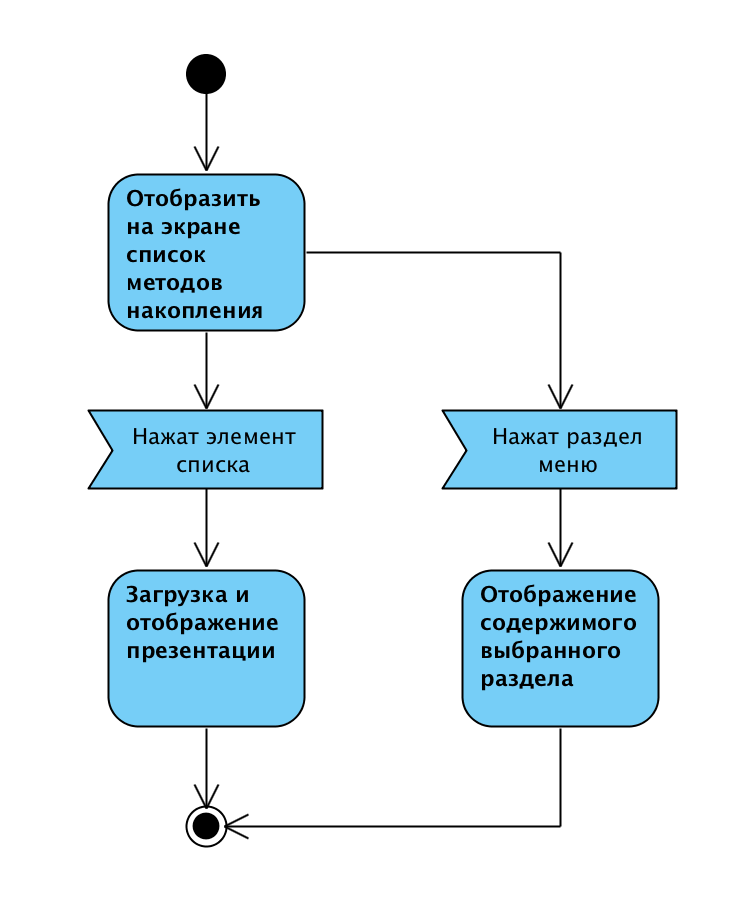 Отобразить
на экране
список
методов
накопления
Нажат элемент
списка
Нажат раздел
меню
Загрузка и
отображение
презентации
Отображение
содержимого
выбранного
раздела